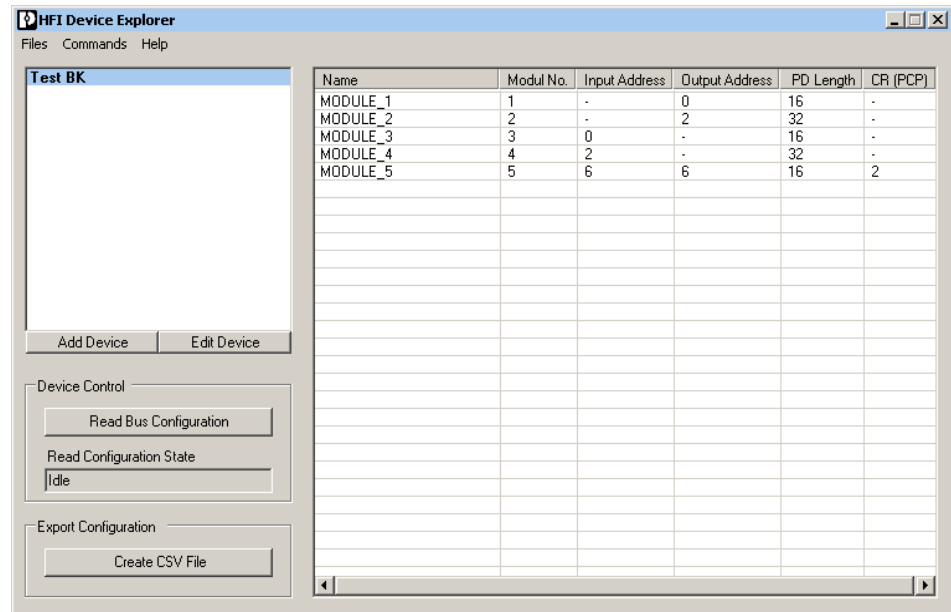 HFI Device Explorer
Files Commands Help
Test BK
Add Device Edit Device
Device Control
Read Bus Configuration
Read Configuration State
Idle
Export Configuration
Create CSV File
Name Modul No. Input Address Output Address PD Length CR (PCP)
MODULE_1 1 - 0 16 -
MODULE_2 2 - 2 32 -
MODULE_3 3 0 - 16 -
MODULE_4 4 2 - 32 -
MODULE_5 5 6 6 16 2